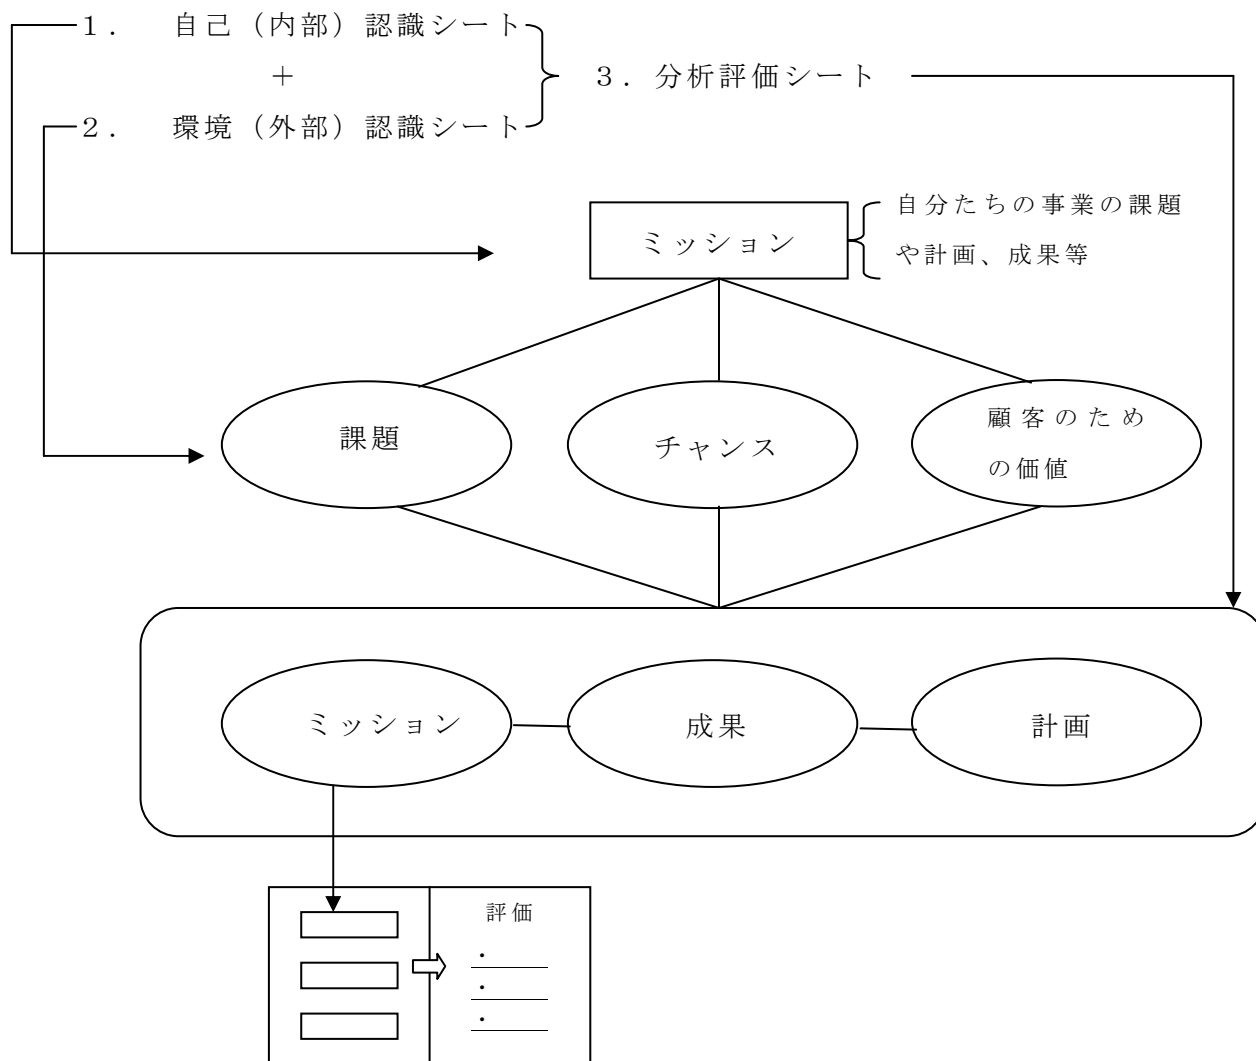 １．　自己（内部）認識シート
＋
３．分析評価シート
２．　環境（外部）認識シート
ミッション
自分たちの事業の課題
や計画、成果等
課題
チャンス
顧客のため
の価値
ミッション
成果
計画
評価
・
・
・